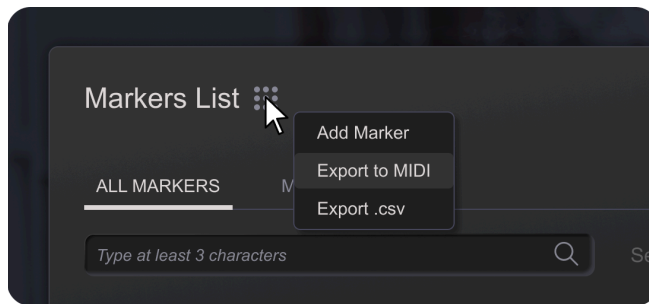 Markers List
Add Marker
Export to MIDI
ALL MARKERS
Export .csv
Type at least 3 characters